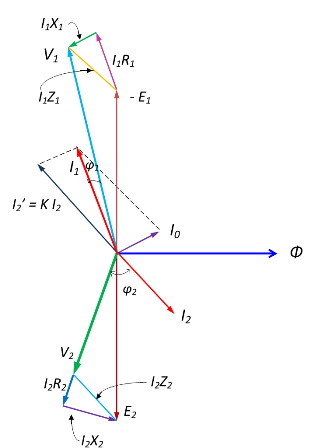 I₁X₁
V₁
I₁R₁
I₁Z₁
- E₁
I₁
φ₁
I₂’ = K I₂
I₀
Φ
φ₂
I₂
V₂
I₂R₂
I₂Z₂
E₂
I₂X₂